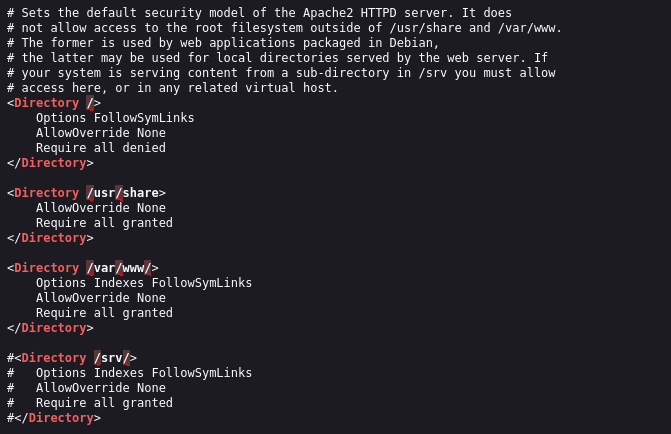 # Sets the default security model of the Apache2 HTTPD server. It does
# not allow access to the root filesystem outside of /usr/share and /var/www.
# The former is used by web applications packaged in Debian,
# the latter may be used for local directories served by the web server. If
# your system is serving content from a sub-directory in /srv you must allow
# access here, or in any related virtual host.
<Directory />
    Options FollowSymLinks
    AllowOverride None
    Require all denied
</Directory>

<Directory /usr/share>
    AllowOverride None
    Require all granted
</Directory>

<Directory /var/www/>
    Options Indexes FollowSymLinks
    AllowOverride None
    Require all granted
</Directory>

#<Directory /srv/>
#   Options Indexes FollowSymLinks
#   AllowOverride None
#   Require all granted
#</Directory>